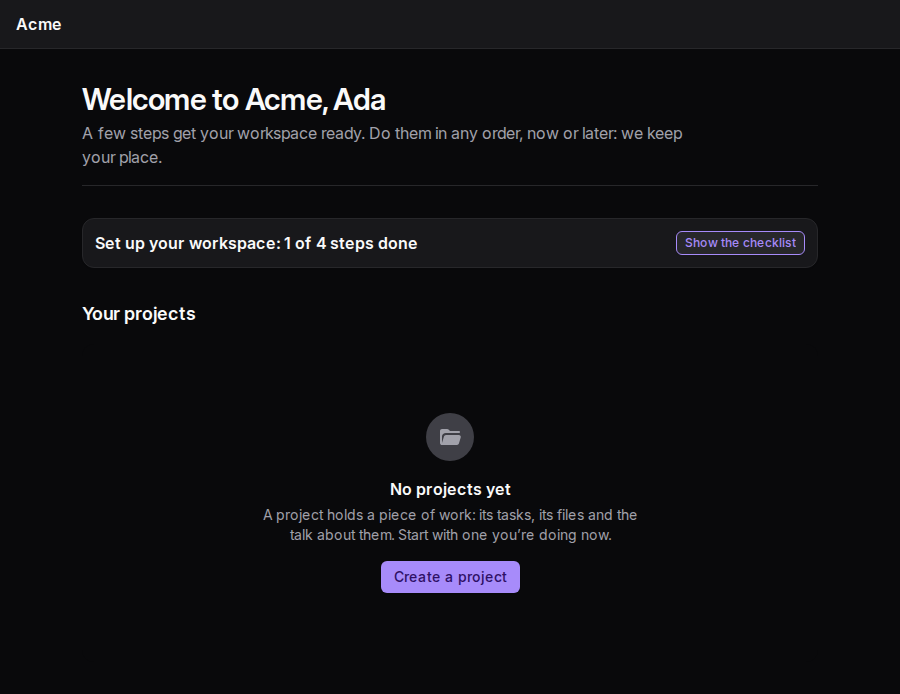 Acme
Welcome to Acme, Ada
A few steps get your workspace ready. Do them in any order, now or later: we keep
your place.
Set up your workspace: 1 of 4 steps done
Show the checklist
Your projects
No projects yet
A project holds a piece of work: its tasks, its files and the
talk about them. Start with one you’re doing now.
Create a project